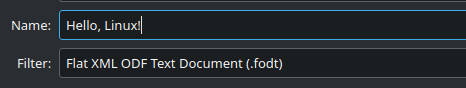 Name: Hello, Linux!
Filter: Flat XML ODF Text Document (.fodt)